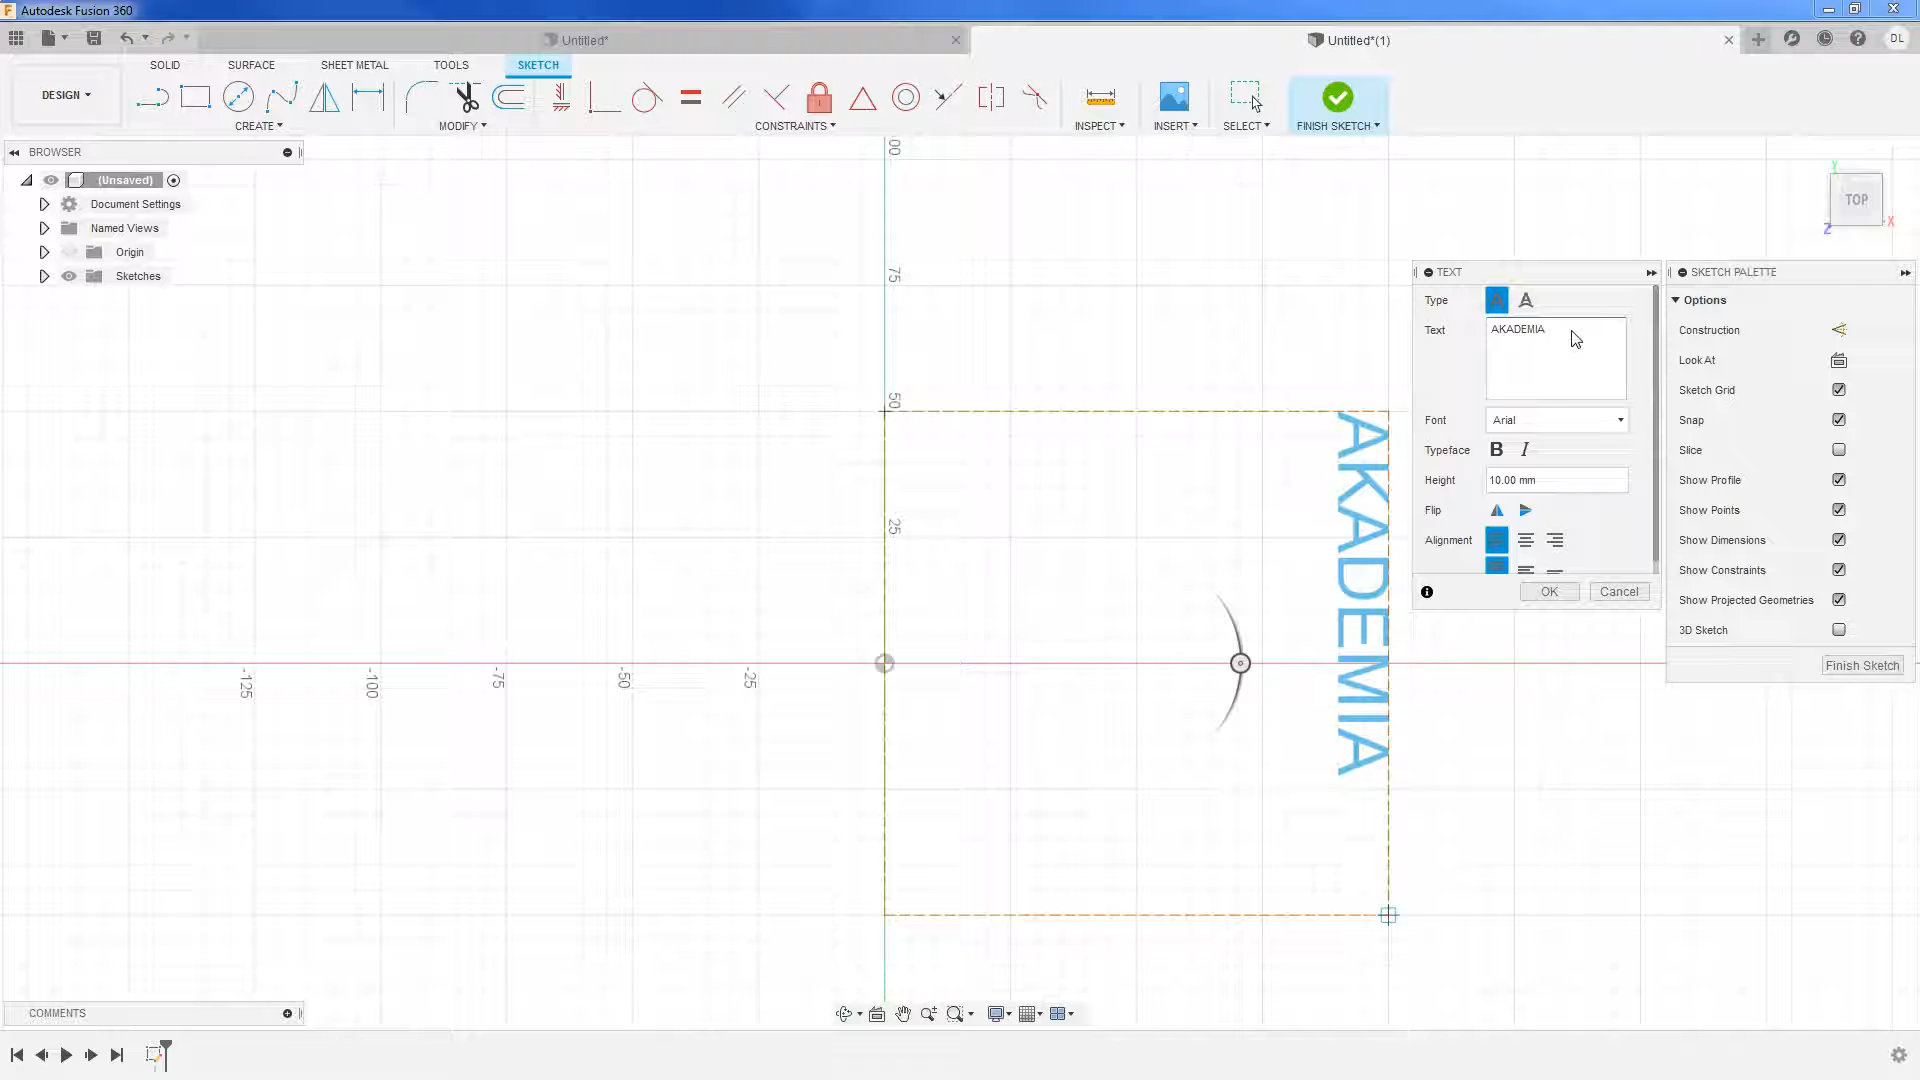 Autodesk Fusion 360
Untitled*
Untitled*(1)
DL
DESIGN
SOLID
SURFACE
SHEET METAL
TOOLS
SKETCH
CREATE
MODIFY
CONSTRAINTS
INSPECT
INSERT
SELECT
FINISH SKETCH
BROWSER
(Unsaved)
Document Settings
Named Views
Origin
Sketches
00
75
50
25
-125
-100
-75
-50
-25
AKADEMIA
Y
TOP
X
Z
TEXT
Type
A A
Text
AKADEMIA
Font
Arial
Typeface
B I
Height
10.00 mm
Flip
Alignment
OK
Cancel
SKETCH PALETTE
Options
Construction
Look At
Sketch Grid
Snap
Slice
Show Profile
Show Points
Show Dimensions
Show Constraints
Show Projected Geometries
3D Sketch
Finish Sketch
COMMENTS